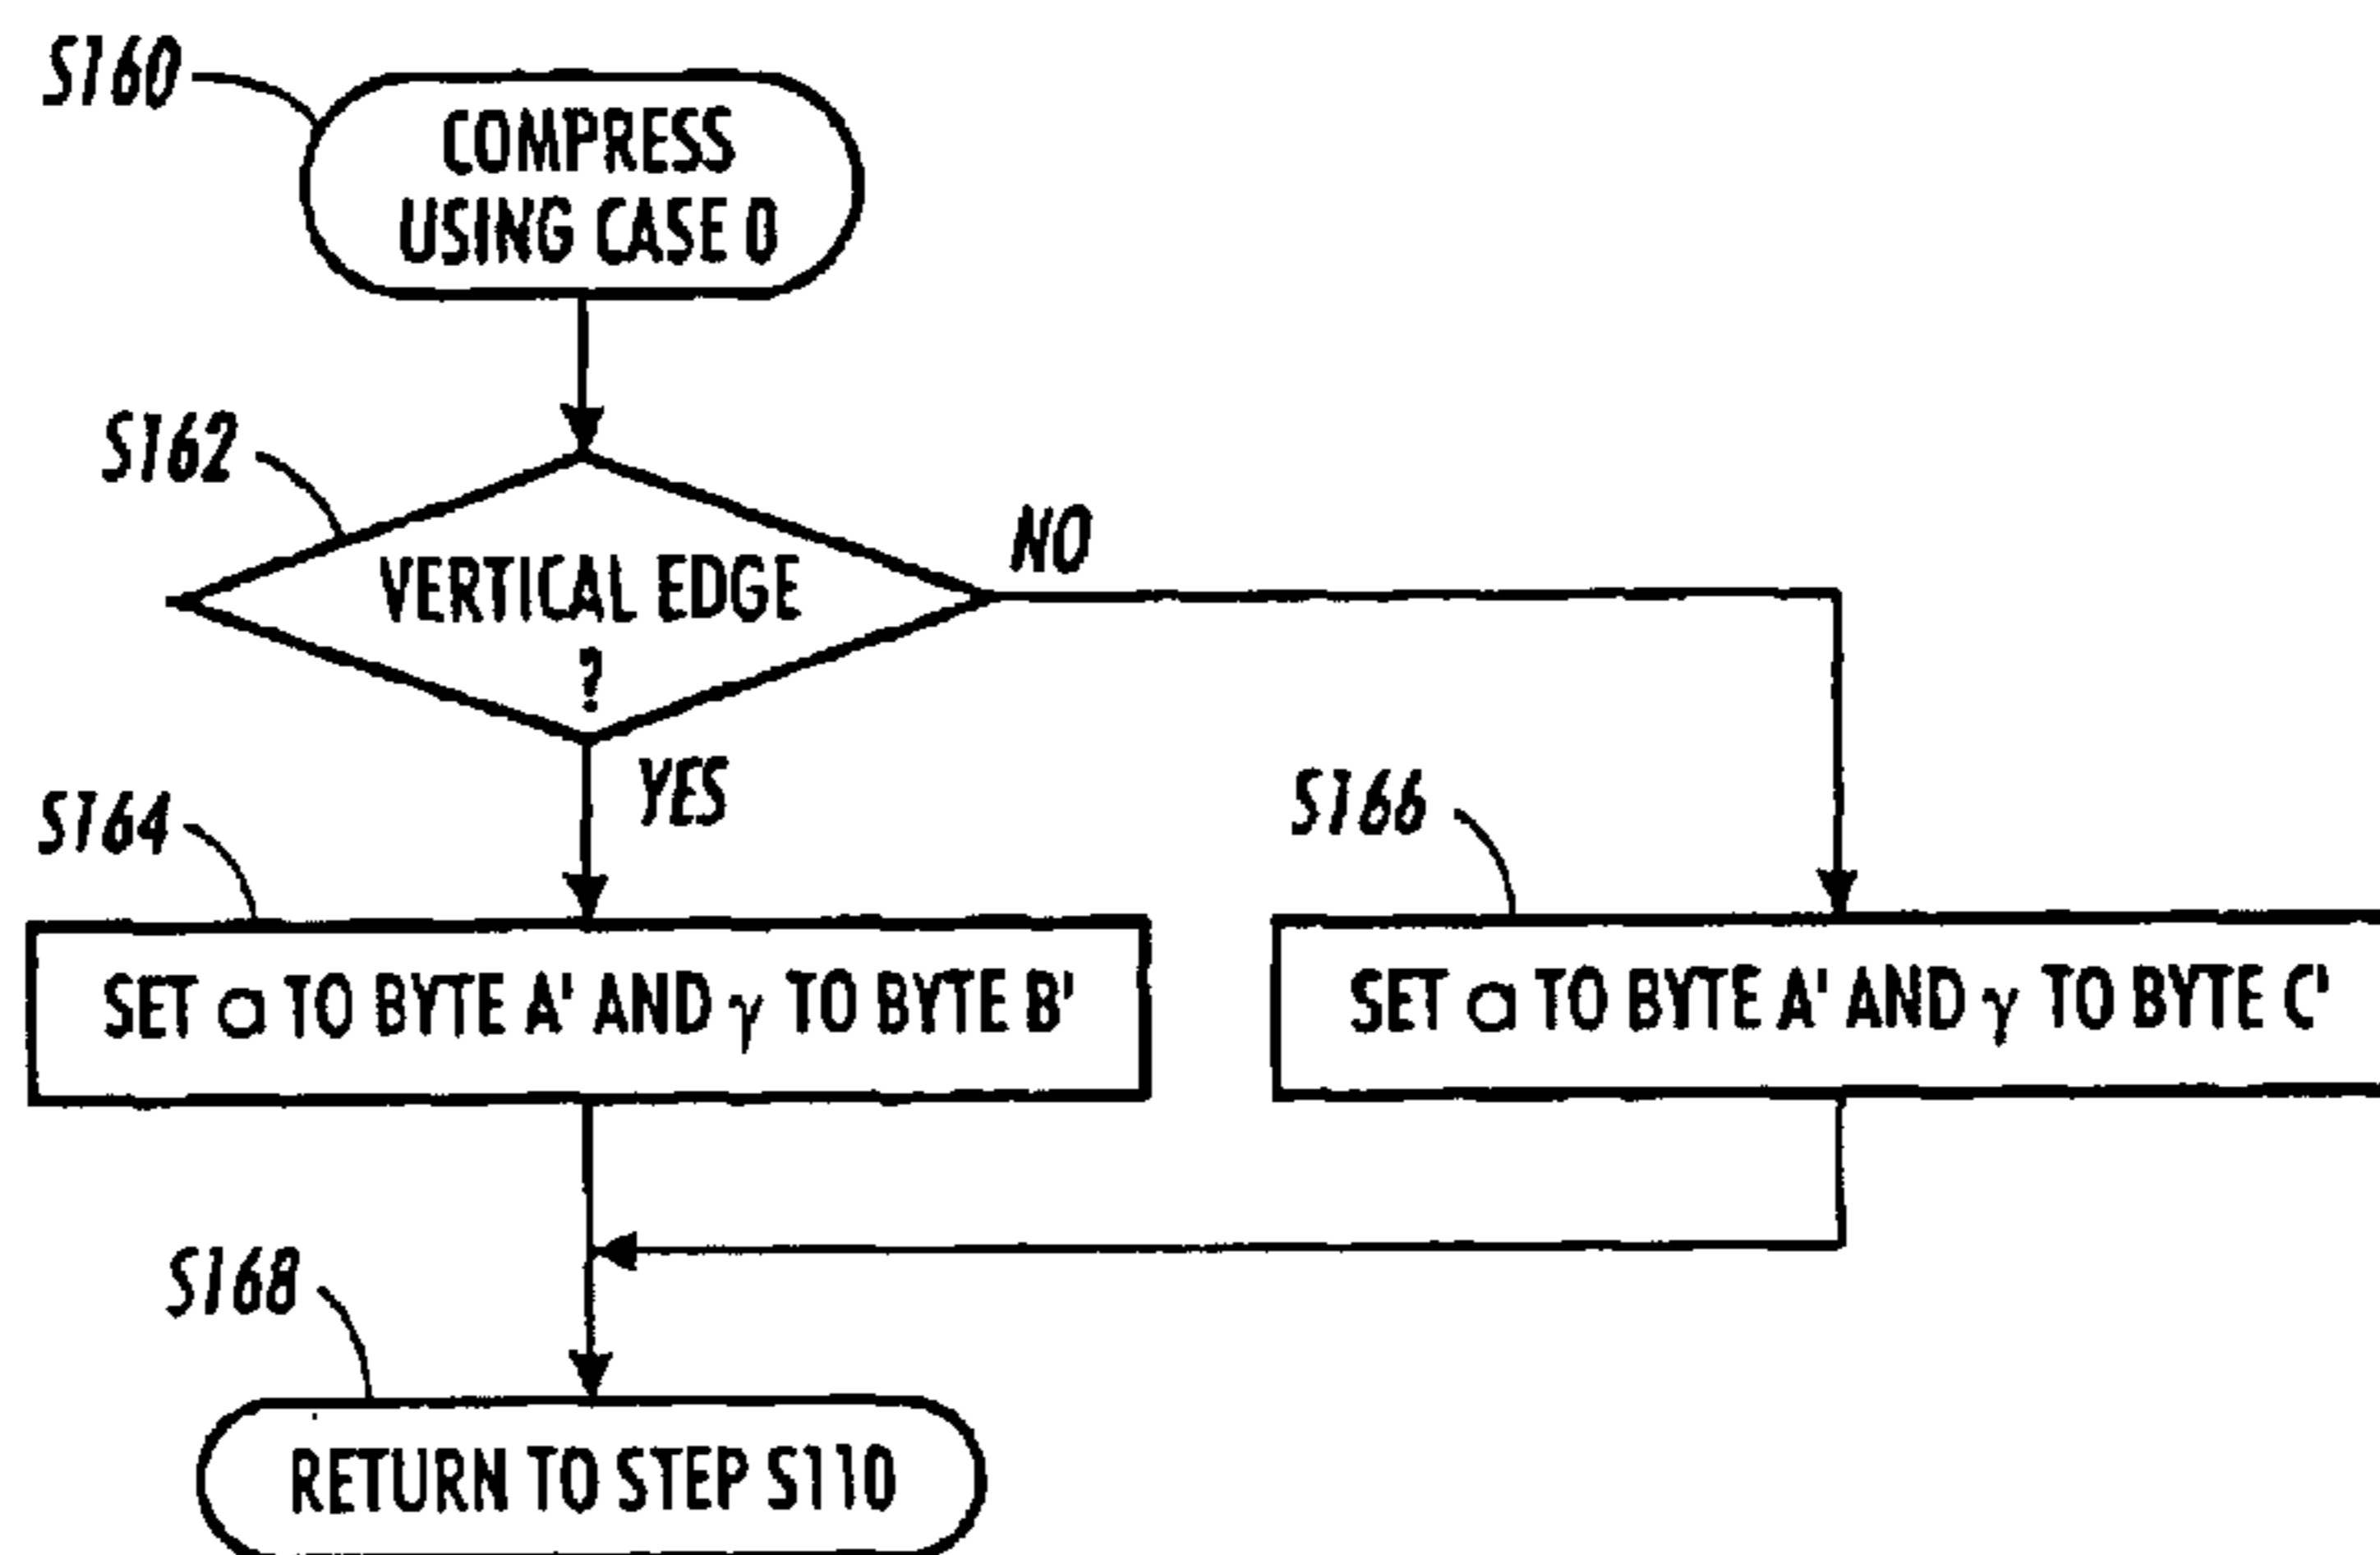 S160
COMPRESS
USING CASE 0
S162
VERTICAL EDGE
?
NO
YES
S164
SET α TO BYTE A' AND γ TO BYTE B'
S166
SET α TO BYTE A' AND γ TO BYTE C'
S168
RETURN TO STEP S110